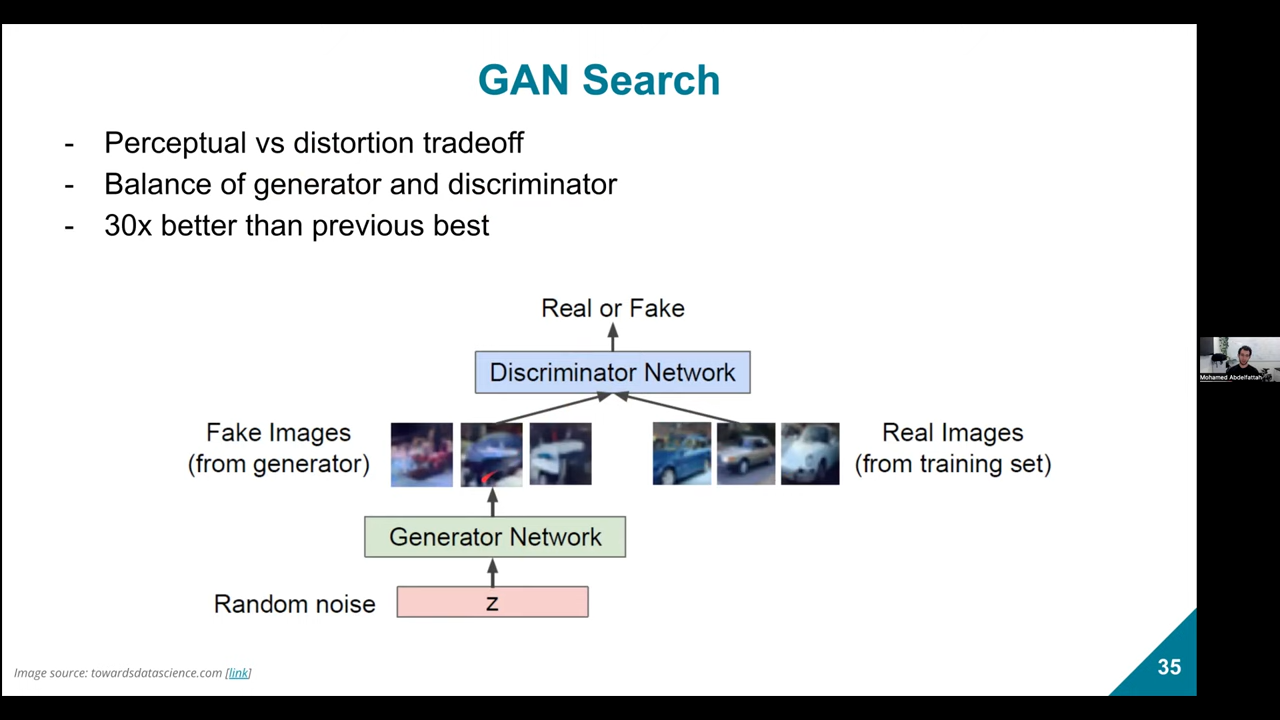 GAN Search
- Perceptual vs distortion tradeoff
- Balance of generator and discriminator
- 30x better than previous best
Real or Fake
Discriminator Network
Fake Images
(from generator)
Real Images
(from training set)
Generator Network
Random noise
z
Image source: towardsdatascience.com [link]
35
Mohamed Abdelfattah